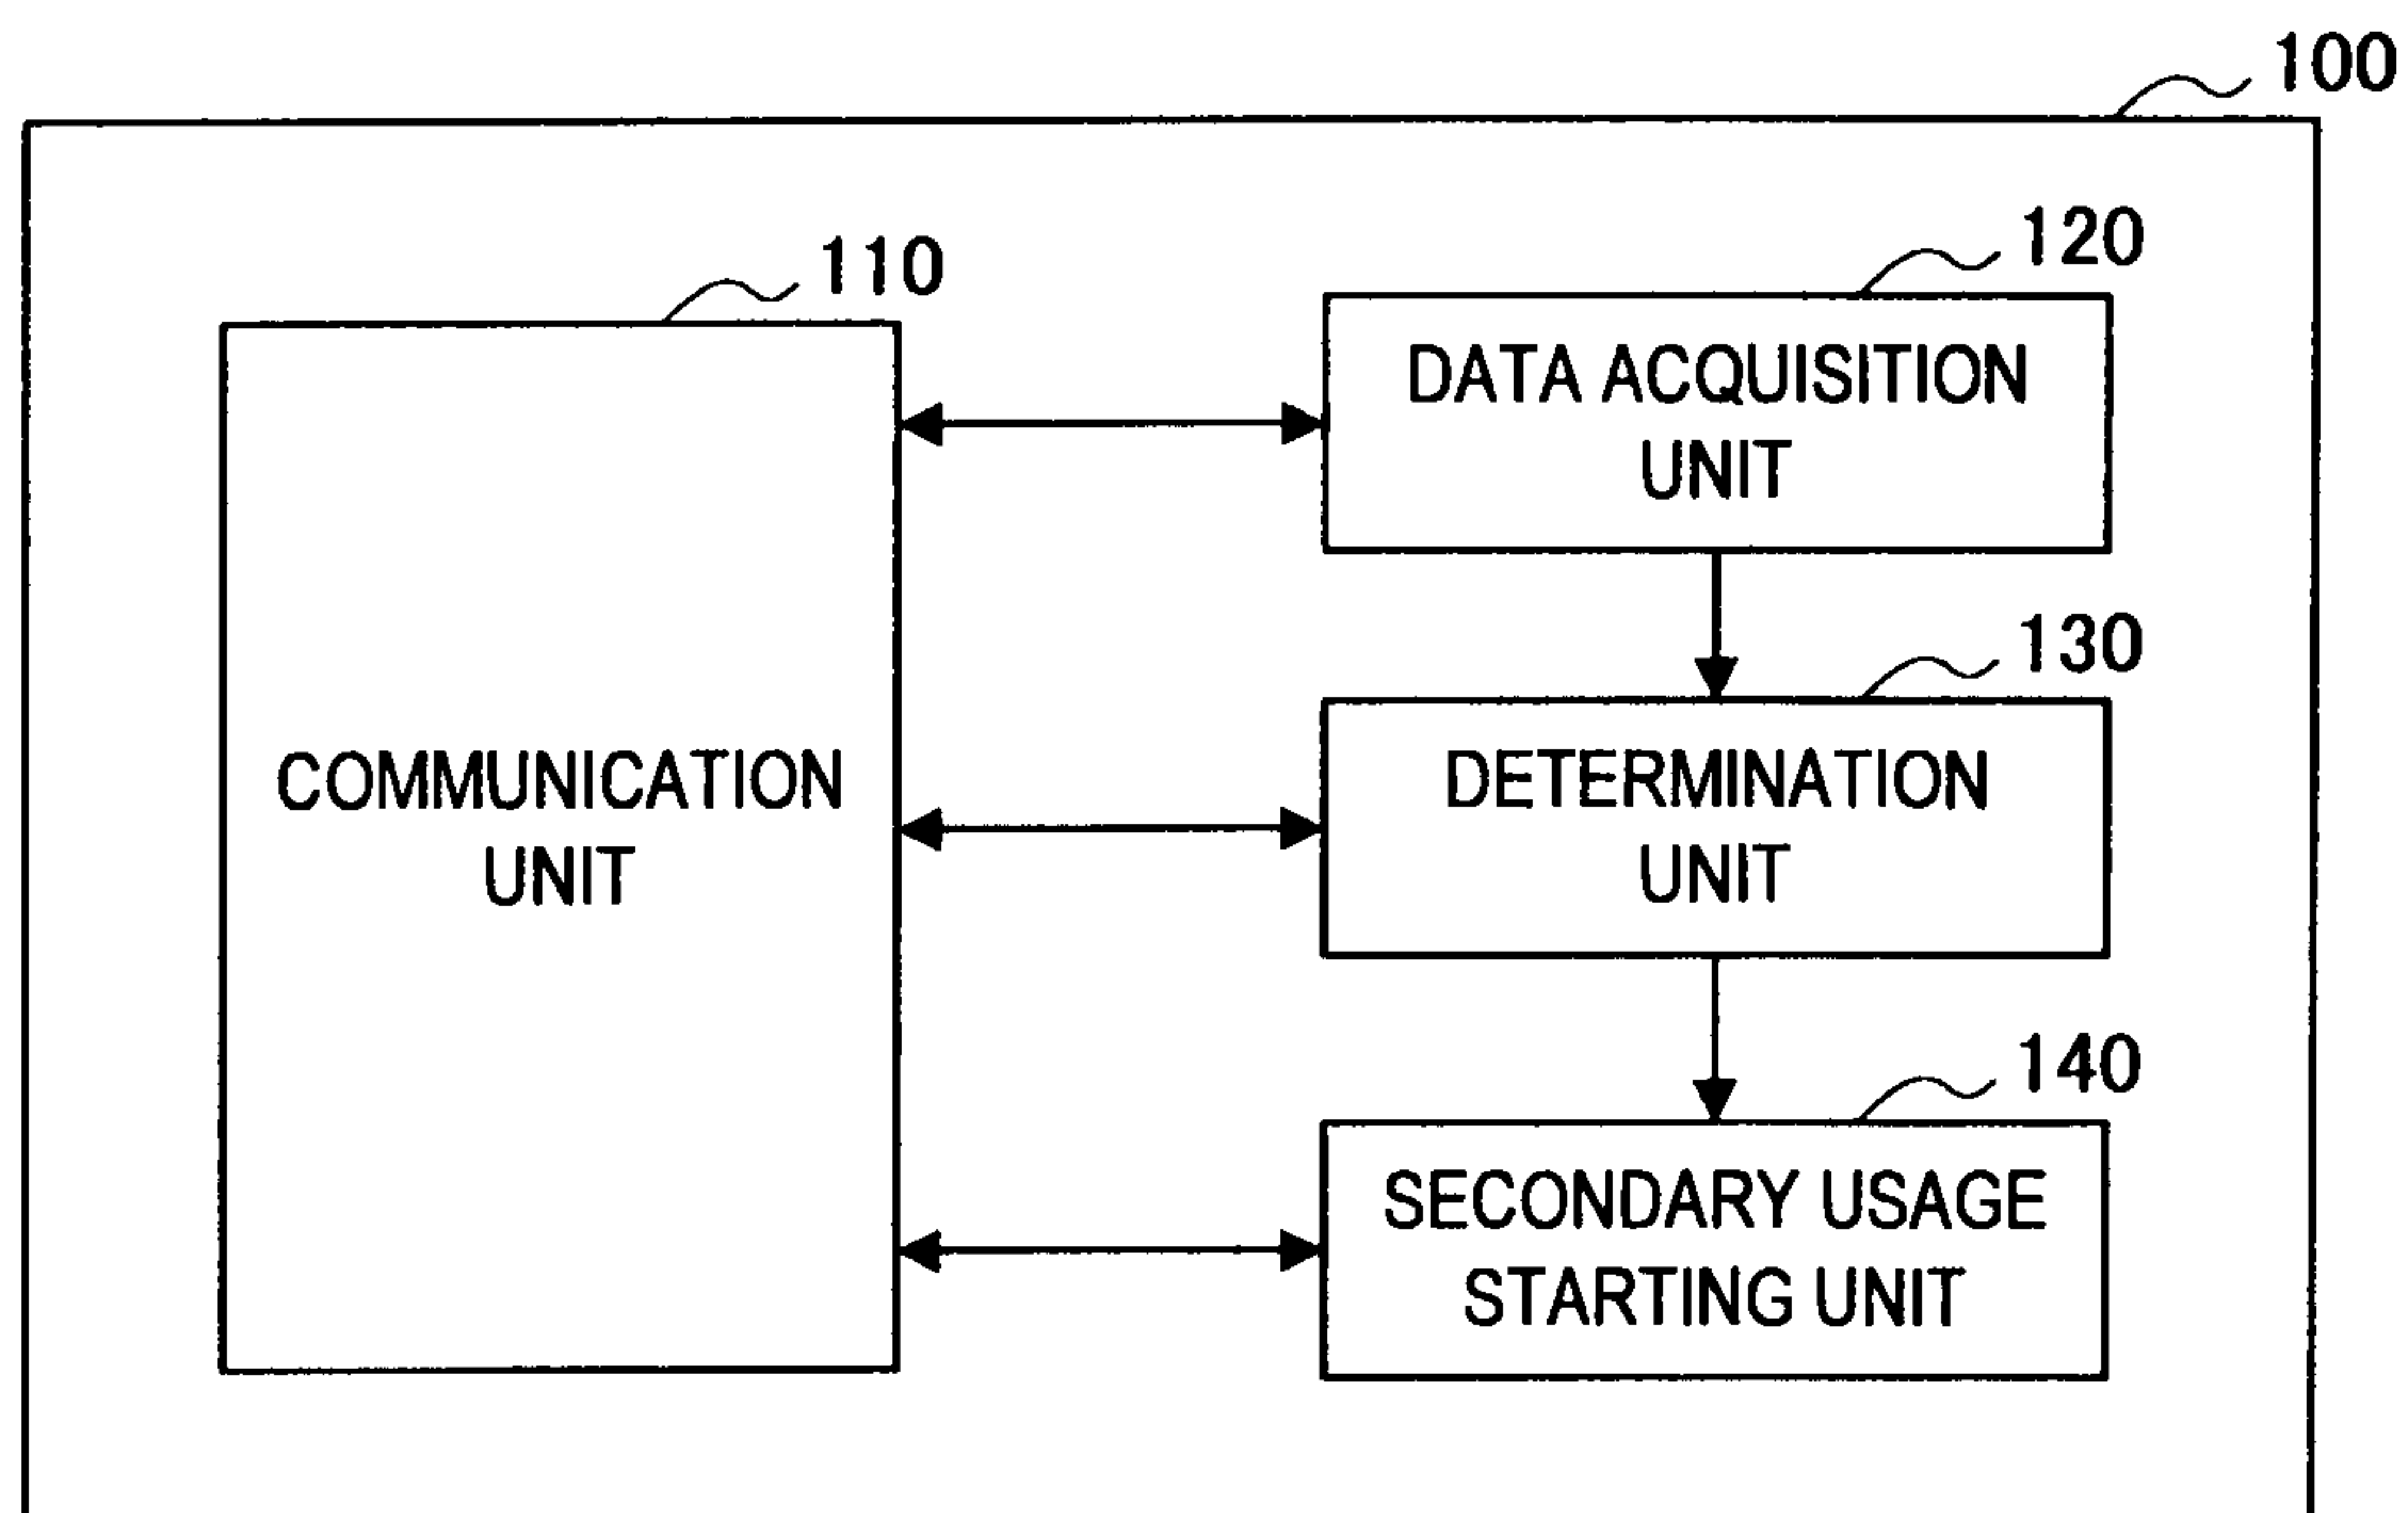 100
110
120
DATA ACQUISITION
UNIT
130
COMMUNICATION
UNIT
DETERMINATION
UNIT
140
SECONDARY USAGE
STARTING UNIT